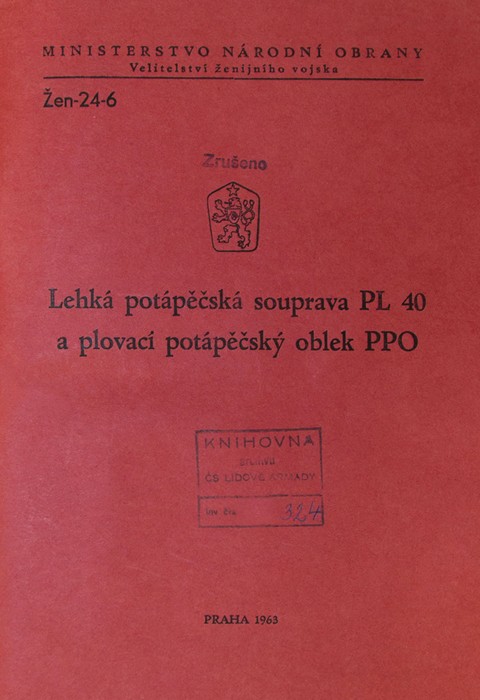 MINISTERSTVO NÁRODNÍ OBRANY
Velitelství ženijního vojska
Žen-24-6
Zrušeno
Lehká potápěčská souprava PL 40
a plovací potápěčský oblek PPO
KNIHOVNA
ČS LIDOVÉ ARMÁDY
324
PRAHA 1963